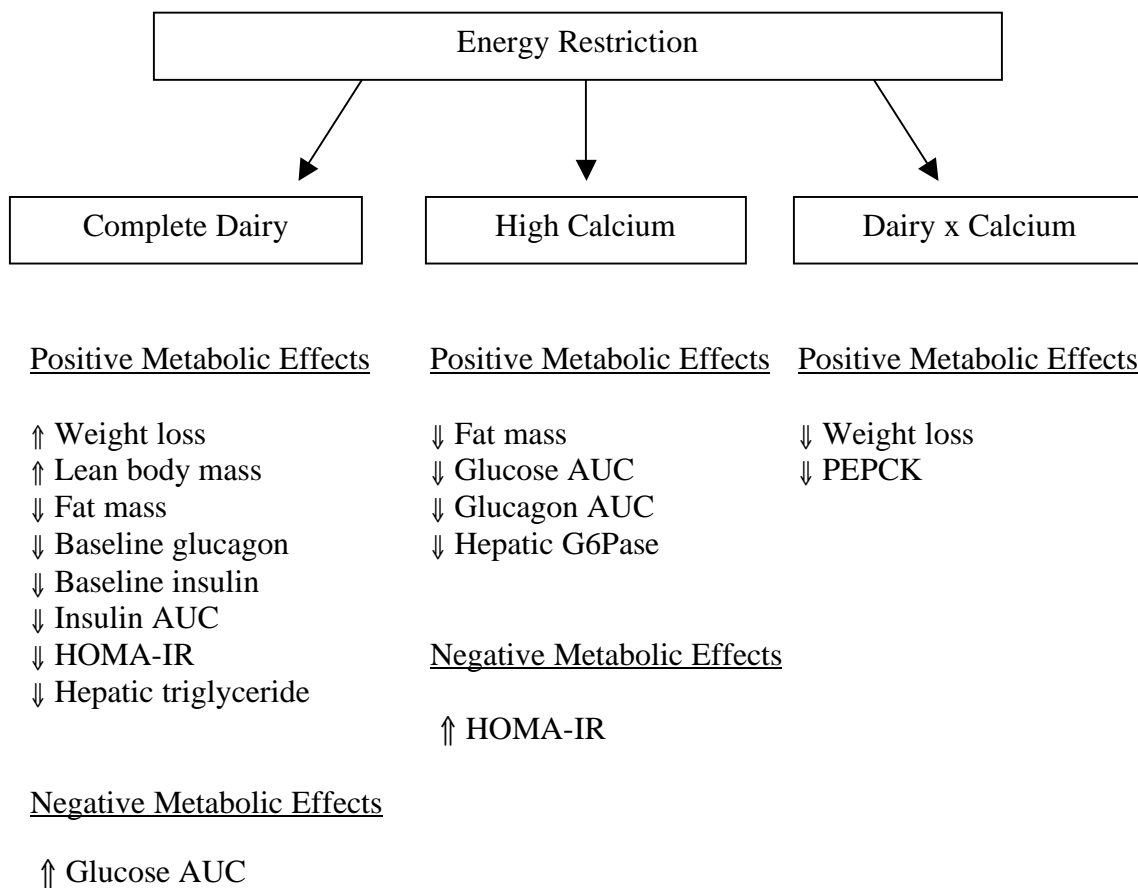 Energy Restriction
Complete Dairy
High Calcium
Dairy x Calcium
Positive Metabolic Effects
⇑ Weight loss
⇑ Lean body mass
⇓ Fat mass
⇓ Baseline glucagon
⇓ Baseline insulin
⇓ Insulin AUC
⇓ HOMA-IR
⇓ Hepatic triglyceride
Negative Metabolic Effects
⇑ Glucose AUC
Positive Metabolic Effects
⇓ Fat mass
⇓ Glucose AUC
⇓ Glucagon AUC
⇓ Hepatic G6Pase
Negative Metabolic Effects
⇑ HOMA-IR
Positive Metabolic Effects
⇓ Weight loss
⇓ PEPCK